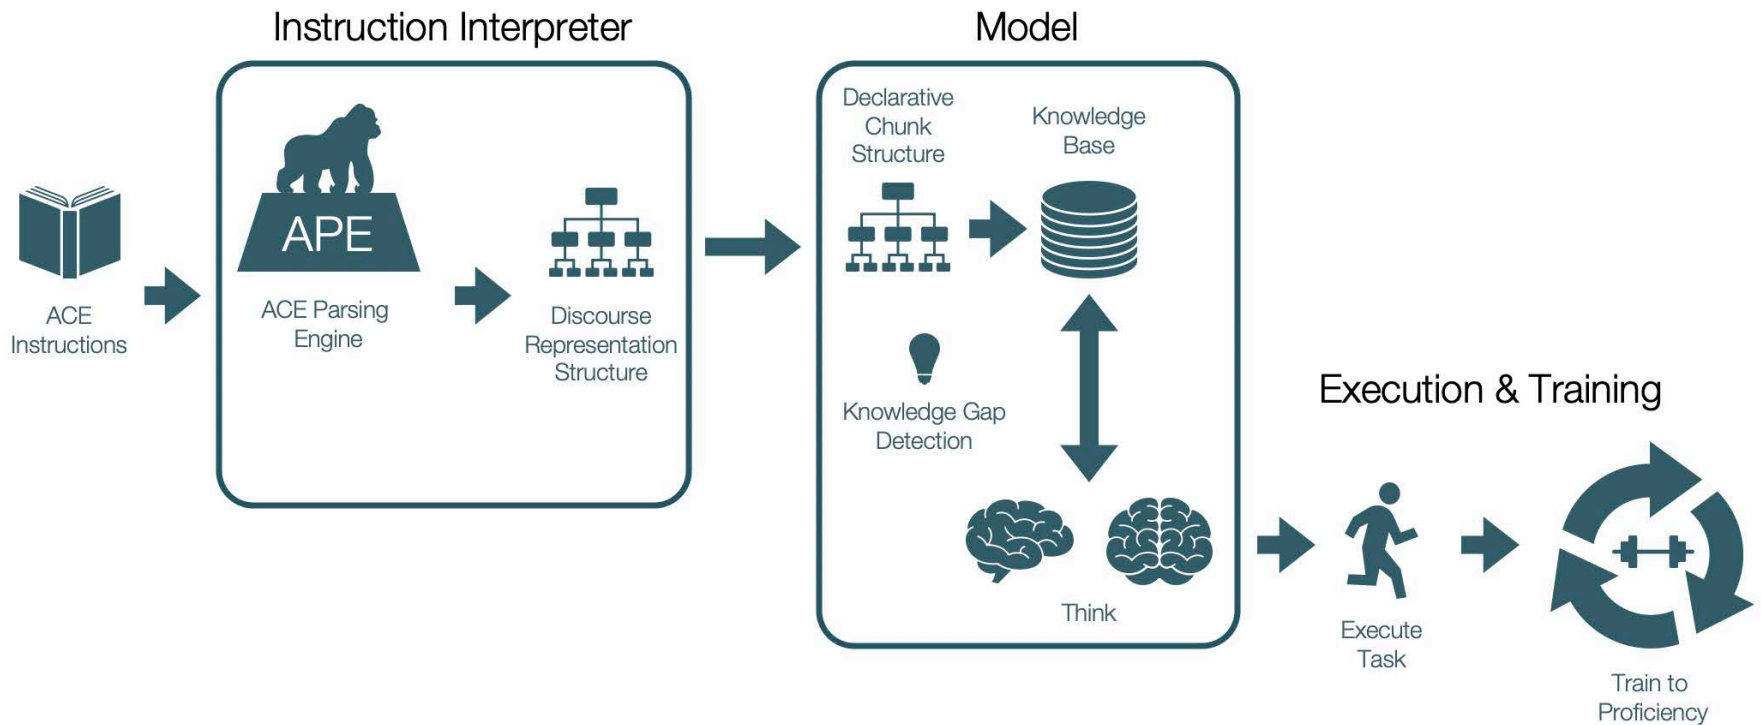 Instruction Interpreter
Model
ACE
Instructions
APE
ACE Parsing
Engine
Discourse
Representation
Structure
Declarative
Chunk
Structure
Knowledge
Base
Knowledge Gap
Detection
Think
Execution & Training
Execute
Task
Train to
Proficiency